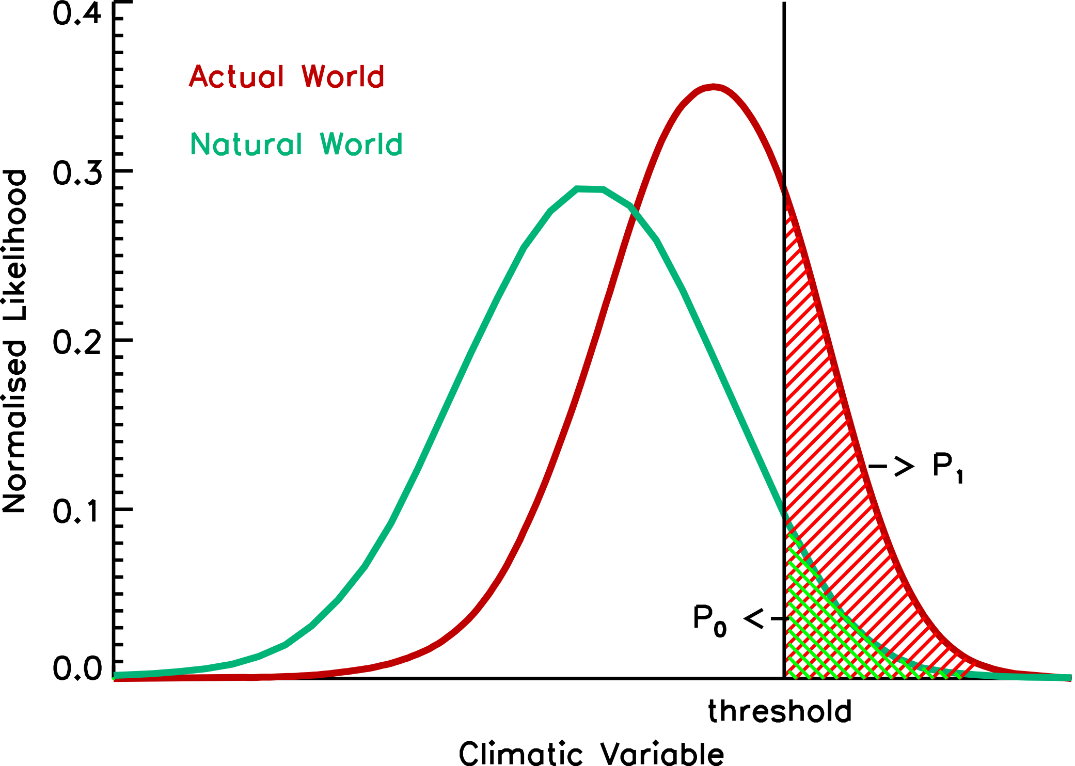 0.4
Actual World
Natural World
0.3
0.2
0.1
0.0
Normalised Likelihood
-> P1
P0 <-
threshold
Climatic Variable